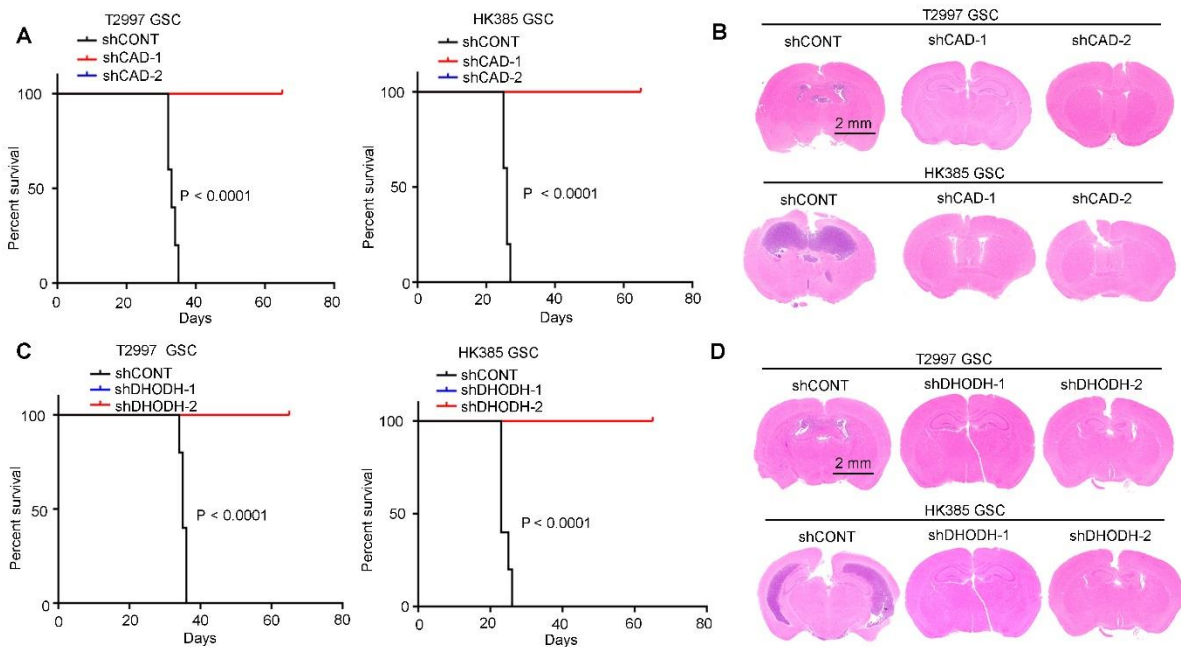 A
T2997 GSC
shCONT
shCAD-1
shCAD-2
100
50
0
Percent survival
P < 0.0001
0 20 40 60 80
Days
HK385 GSC
shCONT
shCAD-1
shCAD-2
100
50
0
Percent survival
P < 0.0001
0 20 40 60 80
Days
B
T2997 GSC
shCONT shCAD-1 shCAD-2
2 mm
HK385 GSC
shCONT shCAD-1 shCAD-2
C
T2997 GSC
shCONT
shDHODH-1
shDHODH-2
100
50
0
Percent survival
P < 0.0001
0 20 40 60 80
Days
HK385 GSC
shCONT
shDHODH-1
shDHODH-2
100
50
0
Percent survival
P < 0.0001
0 20 40 60 80
Days
D
T2997 GSC
shCONT shDHODH-1 shDHODH-2
2 mm
HK385 GSC
shCONT shDHODH-1 shDHODH-2